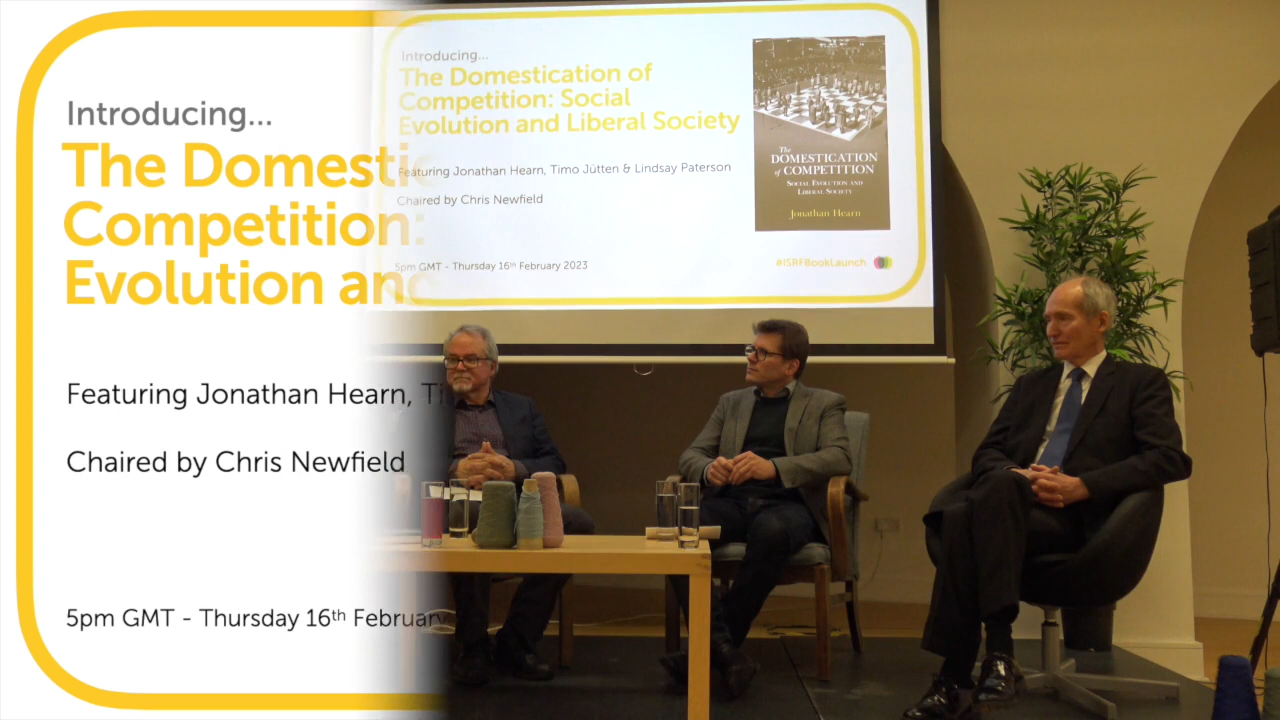 Introducing...
The Domestic
Competition:
Evolution and
Featuring Jonathan Hearn, Ti
Chaired by Chris Newfield
5pm GMT - Thursday 16th February
Introducing...
The Domestication of
Competition: Social
Evolution and Liberal Society
Featuring Jonathan Hearn, Timo Jütten & Lindsay Paterson
Chaired by Chris Newfield
5pm GMT - Thursday 16th February 2023
The
DOMESTICATION
of COMPETITION
SOCIAL EVOLUTION AND
LIBERAL SOCIETY
Jonathan Hearn
#ISRFBookLaunch